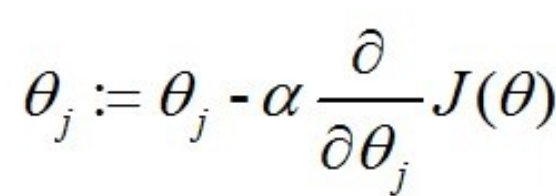 θ_j := θ_j - α ∂/∂θ_j J(θ)